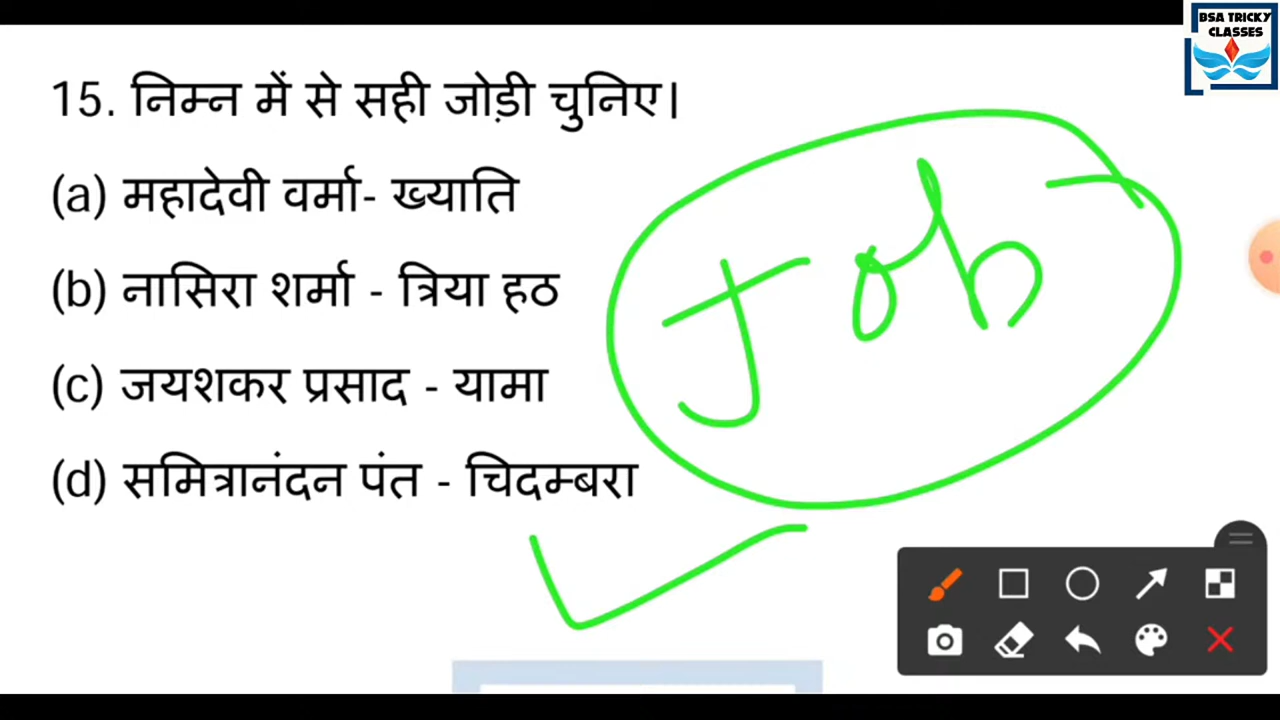 BSA TRICKY
CLASSES
15. निम्न में से सही जोड़ी चुनिए।
(a) महादेवी वर्मा- ख्याति
(b) नासिरा शर्मा - त्रिया हठ
(c) जयशकर प्रसाद - यामा
(d) समित्रानंदन पंत - चिदम्बरा
Job